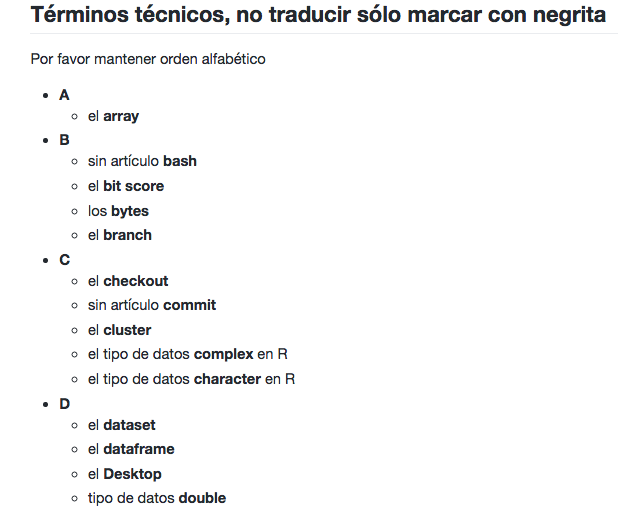 Términos técnicos, no traducir sólo marcar con negrita
Por favor mantener orden alfabético
A
el array
B
sin artículo bash
el bit score
los bytes
el branch
C
el checkout
sin artículo commit
el cluster
el tipo de datos complex en R
el tipo de datos character en R
D
el dataset
el dataframe
el Desktop
tipo de datos double